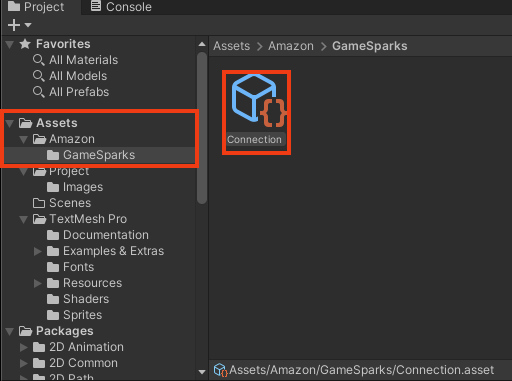 Project
Console
Favorites
All Materials
All Models
All Prefabs
Assets
Amazon
GameSparks
Project
Images
Scenes
TextMesh Pro
Documentation
Examples & Extras
Fonts
Resources
Shaders
Sprites
Packages
2D Animation
2D Common
2D Path
Assets > Amazon > GameSparks
{}
Connection
Assets/Amazon/GameSparks/Connection.asset